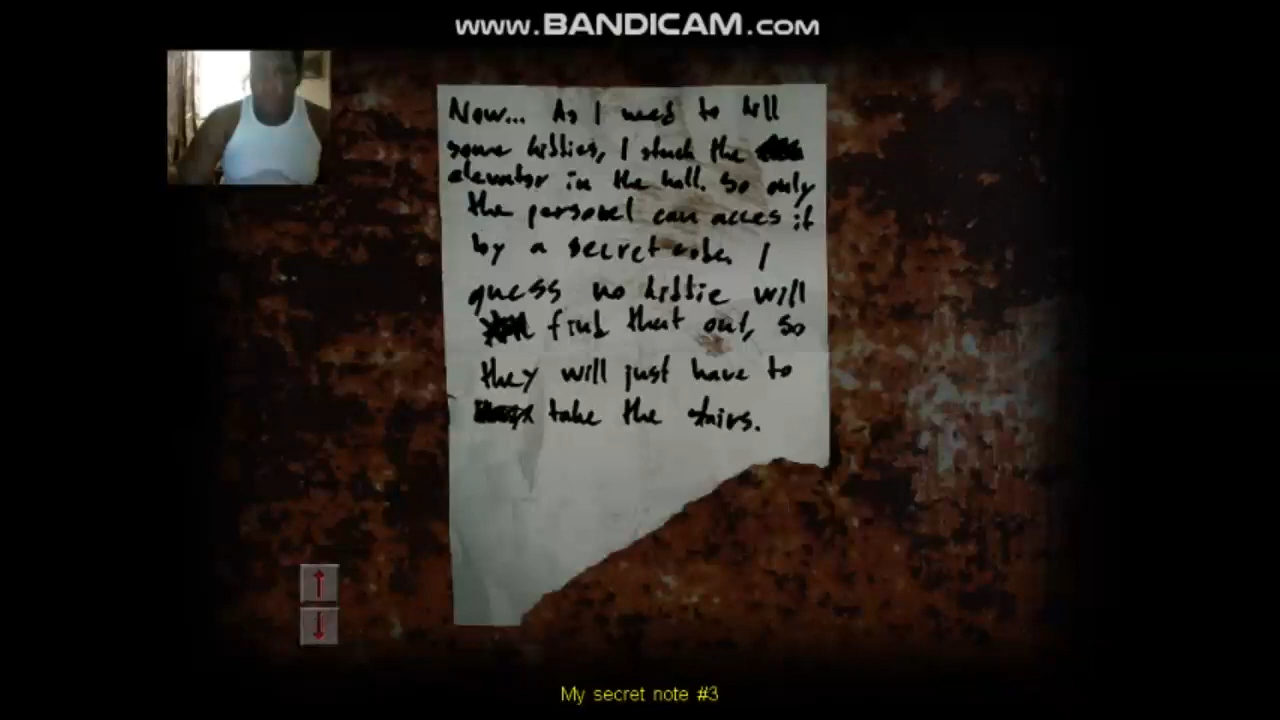 www.BANDICAM.com
Now... As I need to kill
some kiddies, I stuck the
elevator in the hall. So only
the personel can acces it
by a secret code. I
guess no kiddie will
find that out, so
they will just have to
take the stairs.
My secret note #3